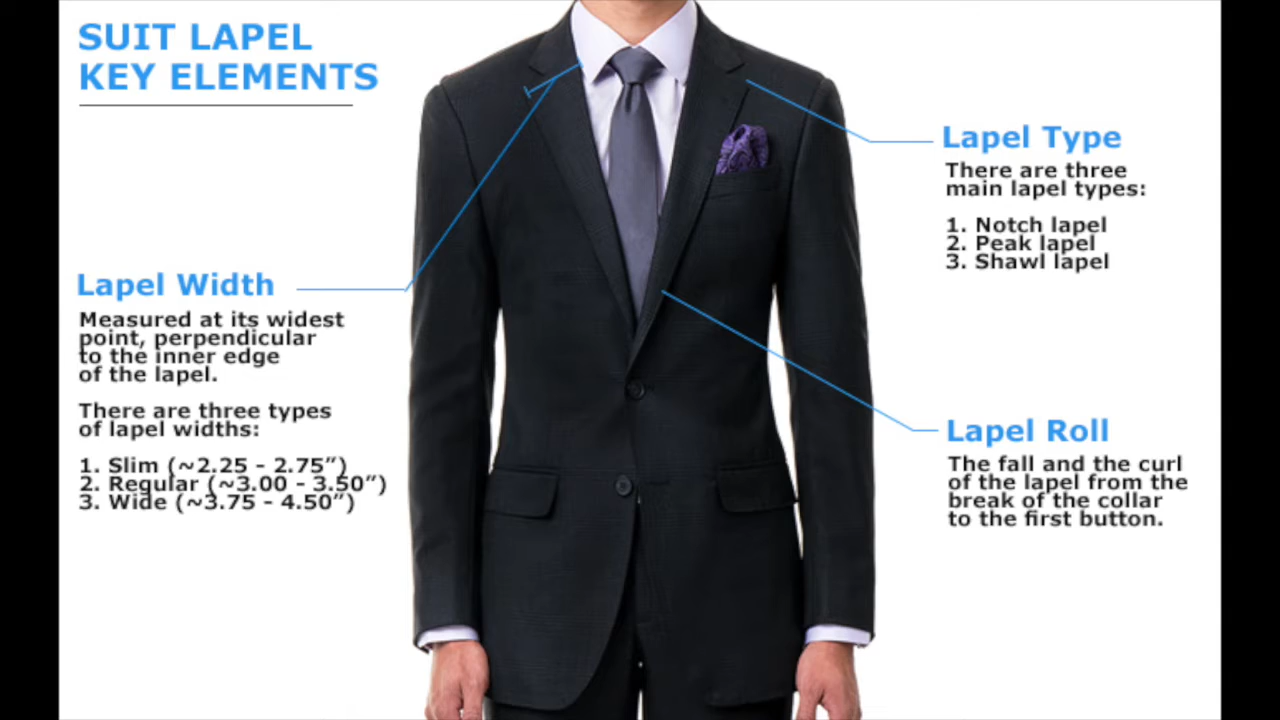 SUIT LAPEL
KEY ELEMENTS
Lapel Type
There are three
main lapel types:
1. Notch lapel
2. Peak lapel
3. Shawl lapel
Lapel Width
Measured at its widest
point, perpendicular
to the inner edge
of the lapel.
There are three types
of lapel widths:
1. Slim (~2.25 - 2.75”)
2. Regular (~3.00 - 3.50”)
3. Wide (~3.75 - 4.50”)
Lapel Roll
The fall and the curl
of the lapel from the
break of the collar
to the first button.